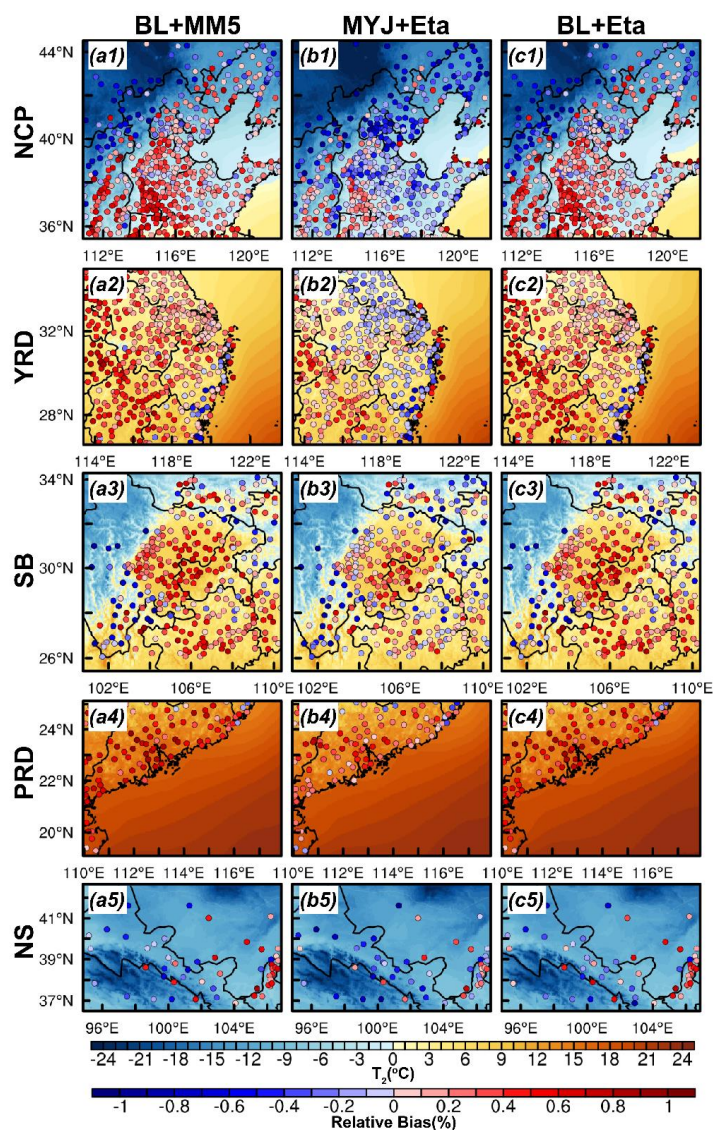 BL+MM5 MYJ+Eta BL+Eta
NCP
44°N (a1) (b1) (c1)
40°N
36°N
112°E 116°E 120°E 112°E 116°E 120°E 112°E 116°E 120°E
YRD
(a2) (b2) (c2)
32°N
30°N
28°N
114°E 118°E 122°E 114°E 118°E 122°E 114°E 118°E 122°E
SB
34°N (a3) (b3) (c3)
32°N
30°N
28°N
26°N
102°E 106°E 110°E 102°E 106°E 110°E 102°E 106°E 110°E
PRD
24°N (a4) (b4) (c4)
22°N
20°N
110°E 112°E 114°E 116°E 110°E 112°E 114°E 116°E 110°E 112°E 114°E 116°E
NS
(a5) (b5) (c5)
41°N
39°N
37°N
96°E 100°E 104°E 96°E 100°E 104°E 96°E 100°E 104°E
-24 -21 -18 -15 -12 -9 -6 -3 0 3 6 9 12 15 18 21 24
T2(°C)
-1 -0.8 -0.6 -0.4 -0.2 0 0.2 0.4 0.6 0.8 1
Relative Bias(%)